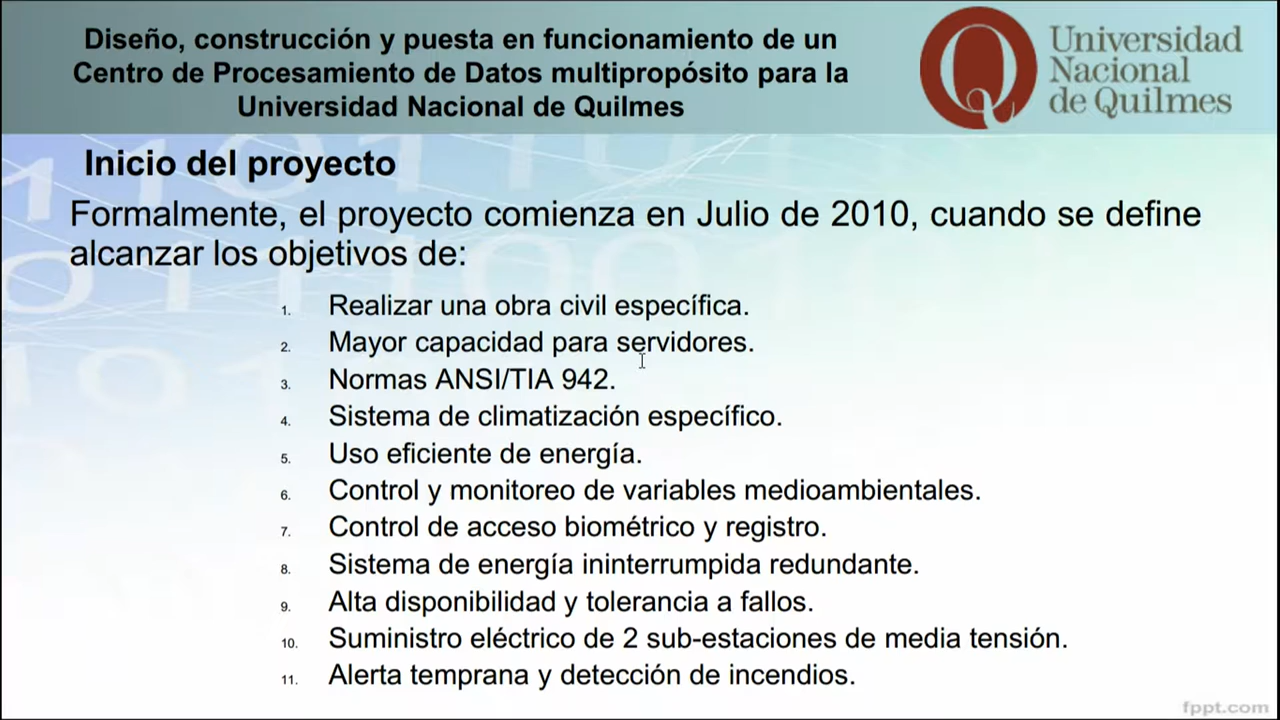 Diseño, construcción y puesta en funcionamiento de un
Centro de Procesamiento de Datos multipropósito para la
Universidad Nacional de Quilmes
Universidad
Nacional
de Quilmes
Inicio del proyecto
Formalmente, el proyecto comienza en Julio de 2010, cuando se define
alcanzar los objetivos de:
1. Realizar una obra civil específica.
2. Mayor capacidad para servidores.
3. Normas ANSI/TIA 942.
4. Sistema de climatización específico.
5. Uso eficiente de energía.
6. Control y monitoreo de variables medioambientales.
7. Control de acceso biométrico y registro.
8. Sistema de energía ininterrumpida redundante.
9. Alta disponibilidad y tolerancia a fallos.
10. Suministro eléctrico de 2 sub-estaciones de media tensión.
11. Alerta temprana y detección de incendios.
fppt.com